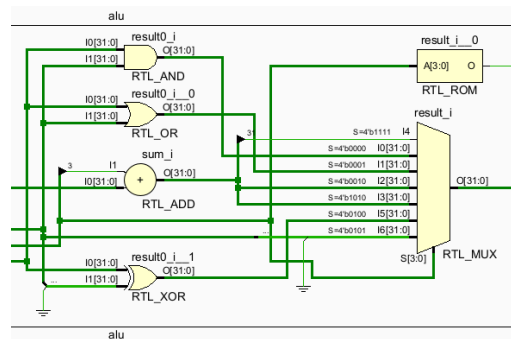 alu
result0_i
I0[31:0]
O[31:0]
I1[31:0]
RTL_AND
result0_i__0
I0[31:0]
O[31:0]
I1[31:0]
RTL_OR
sum_i
3
I1
O[31:0]
I0[31:0]
RTL_ADD
result0_i__1
I0[31:0]
O[31:0]
I1[31:0]
...
RTL_XOR
result_i__0
A[3:0]
O
RTL_ROM
result_i
31
S=4'b1111
I4
S=4'b0000
I0[31:0]
S=4'b0001
I1[31:0]
S=4'b0010
I2[31:0]
O[31:0]
S=4'b1010
I3[31:0]
S=4'b0100
I5[31:0]
...
S=4'b0101
I6[31:0]
S[3:0]
RTL_MUX
alu